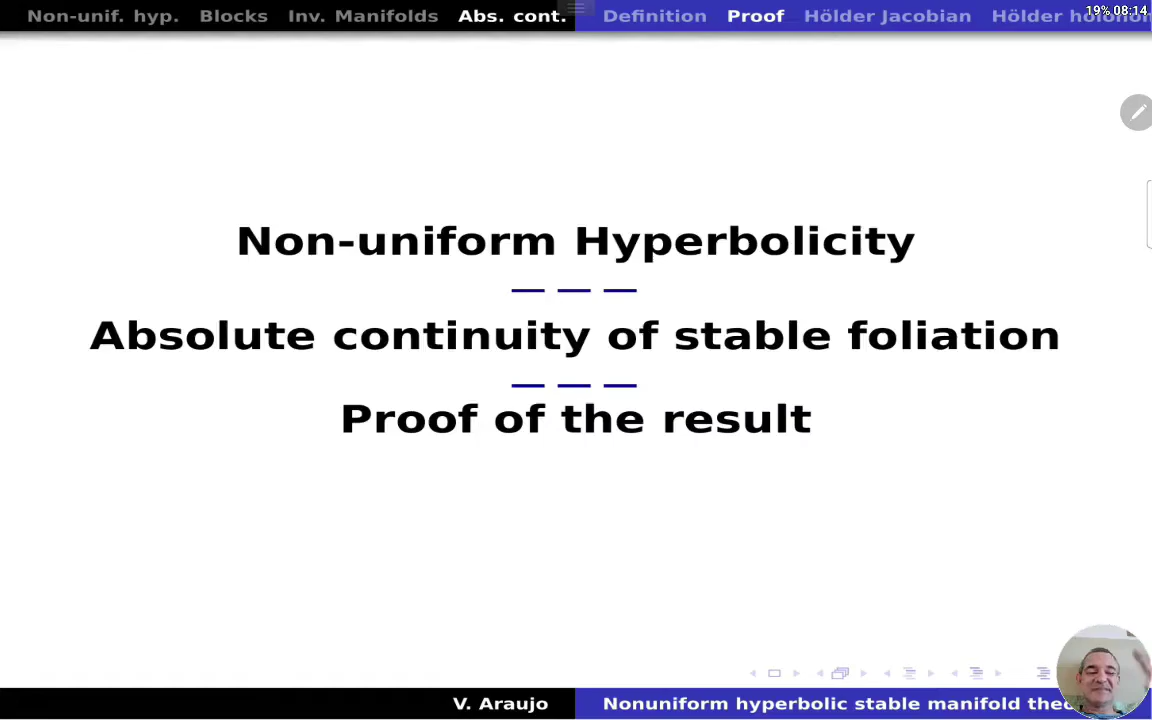 Non-unif. hyp. Blocks Inv. Manifolds Abs. cont. Definition Proof Hölder Jacobian Hölder
19% 08:14
Non-uniform Hyperbolicity
Absolute continuity of stable foliation
Proof of the result
V. Araujo Nonuniform hyperbolic stable manifold